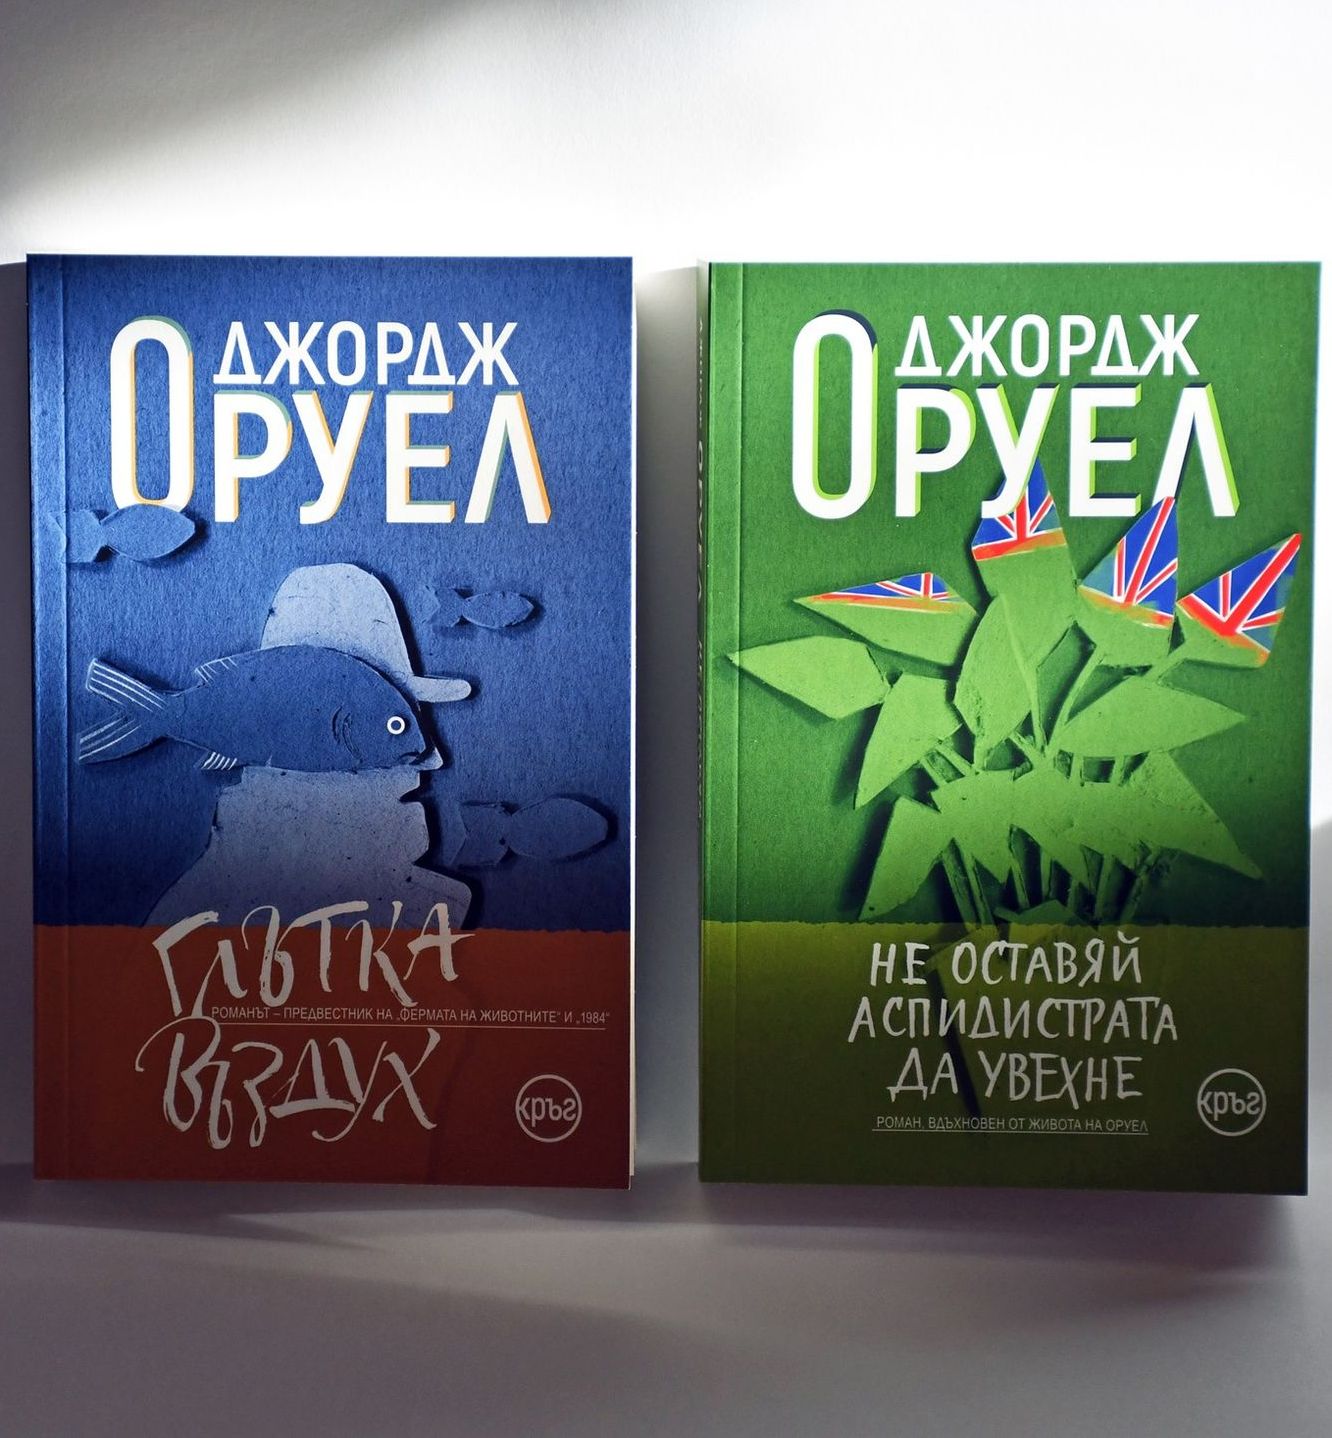 ДЖОРДЖ
ОРУЕЛ
ГЛЪТКА
РОМАНЪТ – ПРЕДВЕСТНИК НА „ФЕРМАТА НА ЖИВОТНИТЕ“ И „1984“
ВЪЗДУХ
кръг
ДЖОРДЖ
ОРУЕЛ
НЕ ОСТАВЯЙ
АСПИДИСТРАТА
ДА УВЕХНЕ
РОМАН, ВДЪХНОВЕН ОТ ЖИВОТА НА ОРУЕЛ
кръг